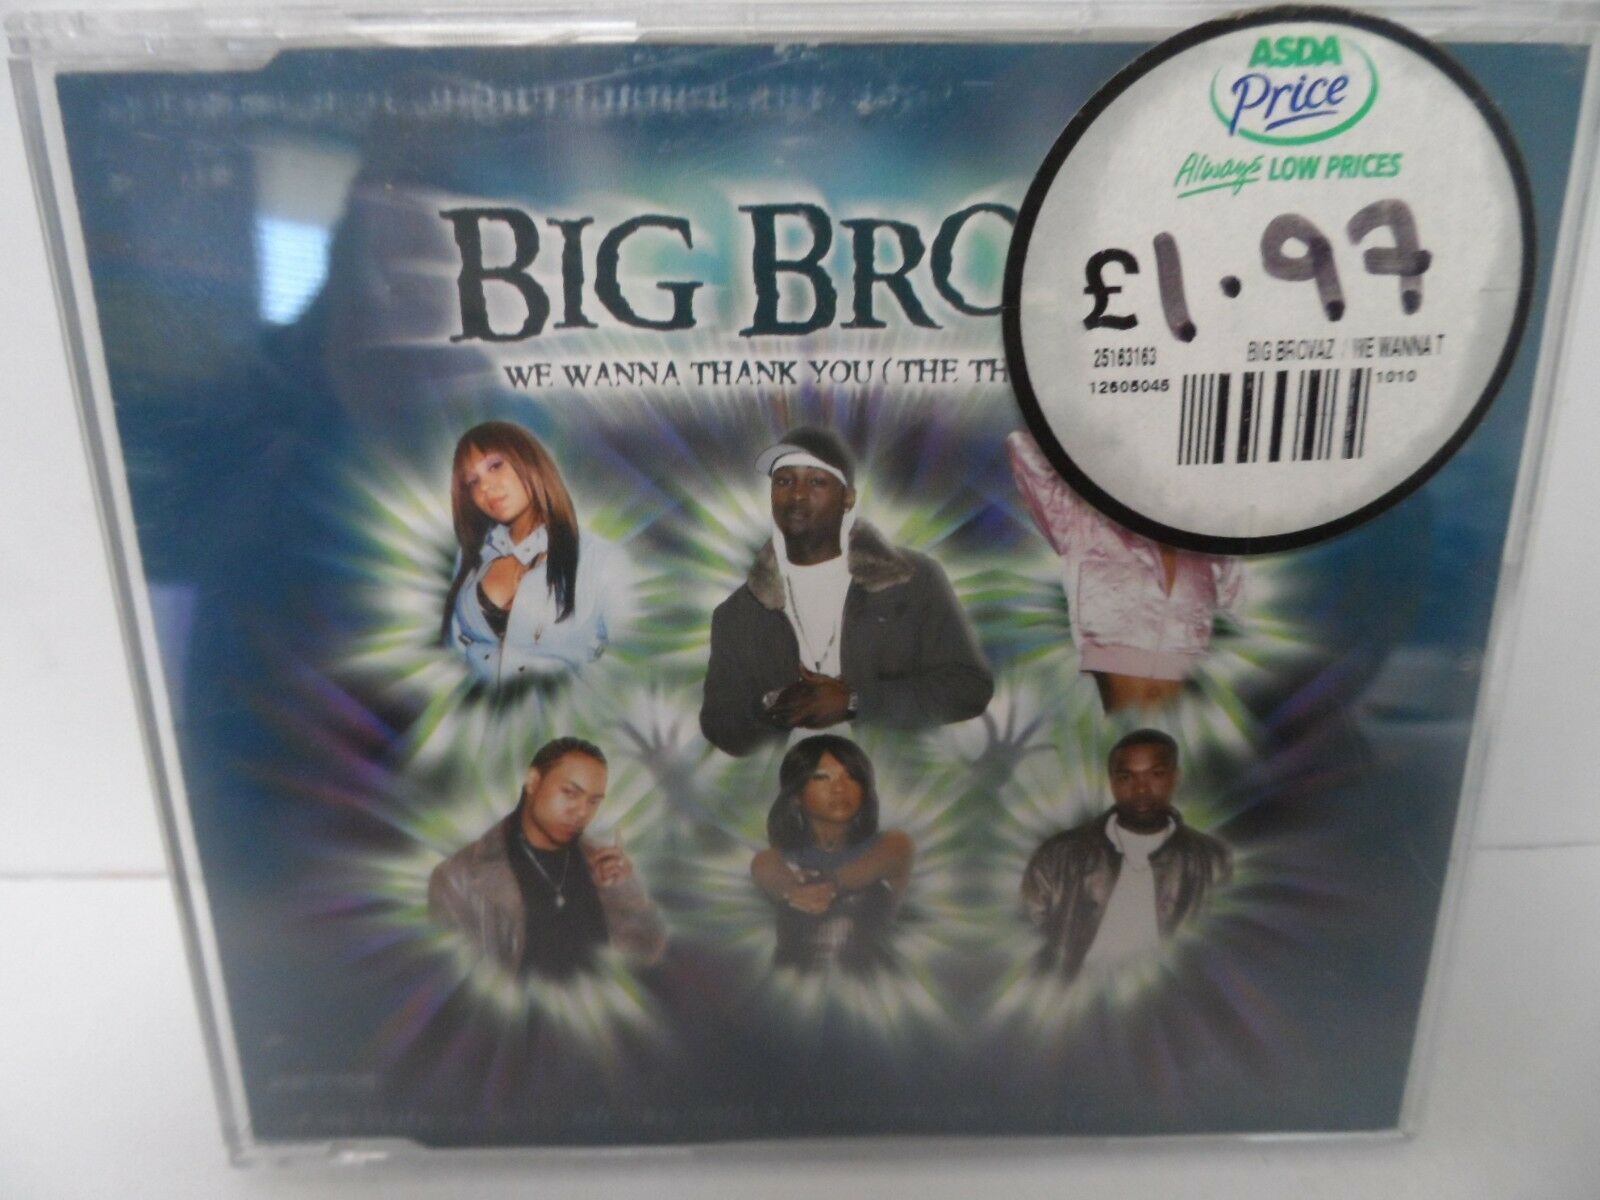 BIG BRO
WE WANNA THANK YOU (THE TH
ASDA
Price
Always LOW PRICES
£1.97
25163163 BIG BROVAZ / WE WANNA T
12605045 1010